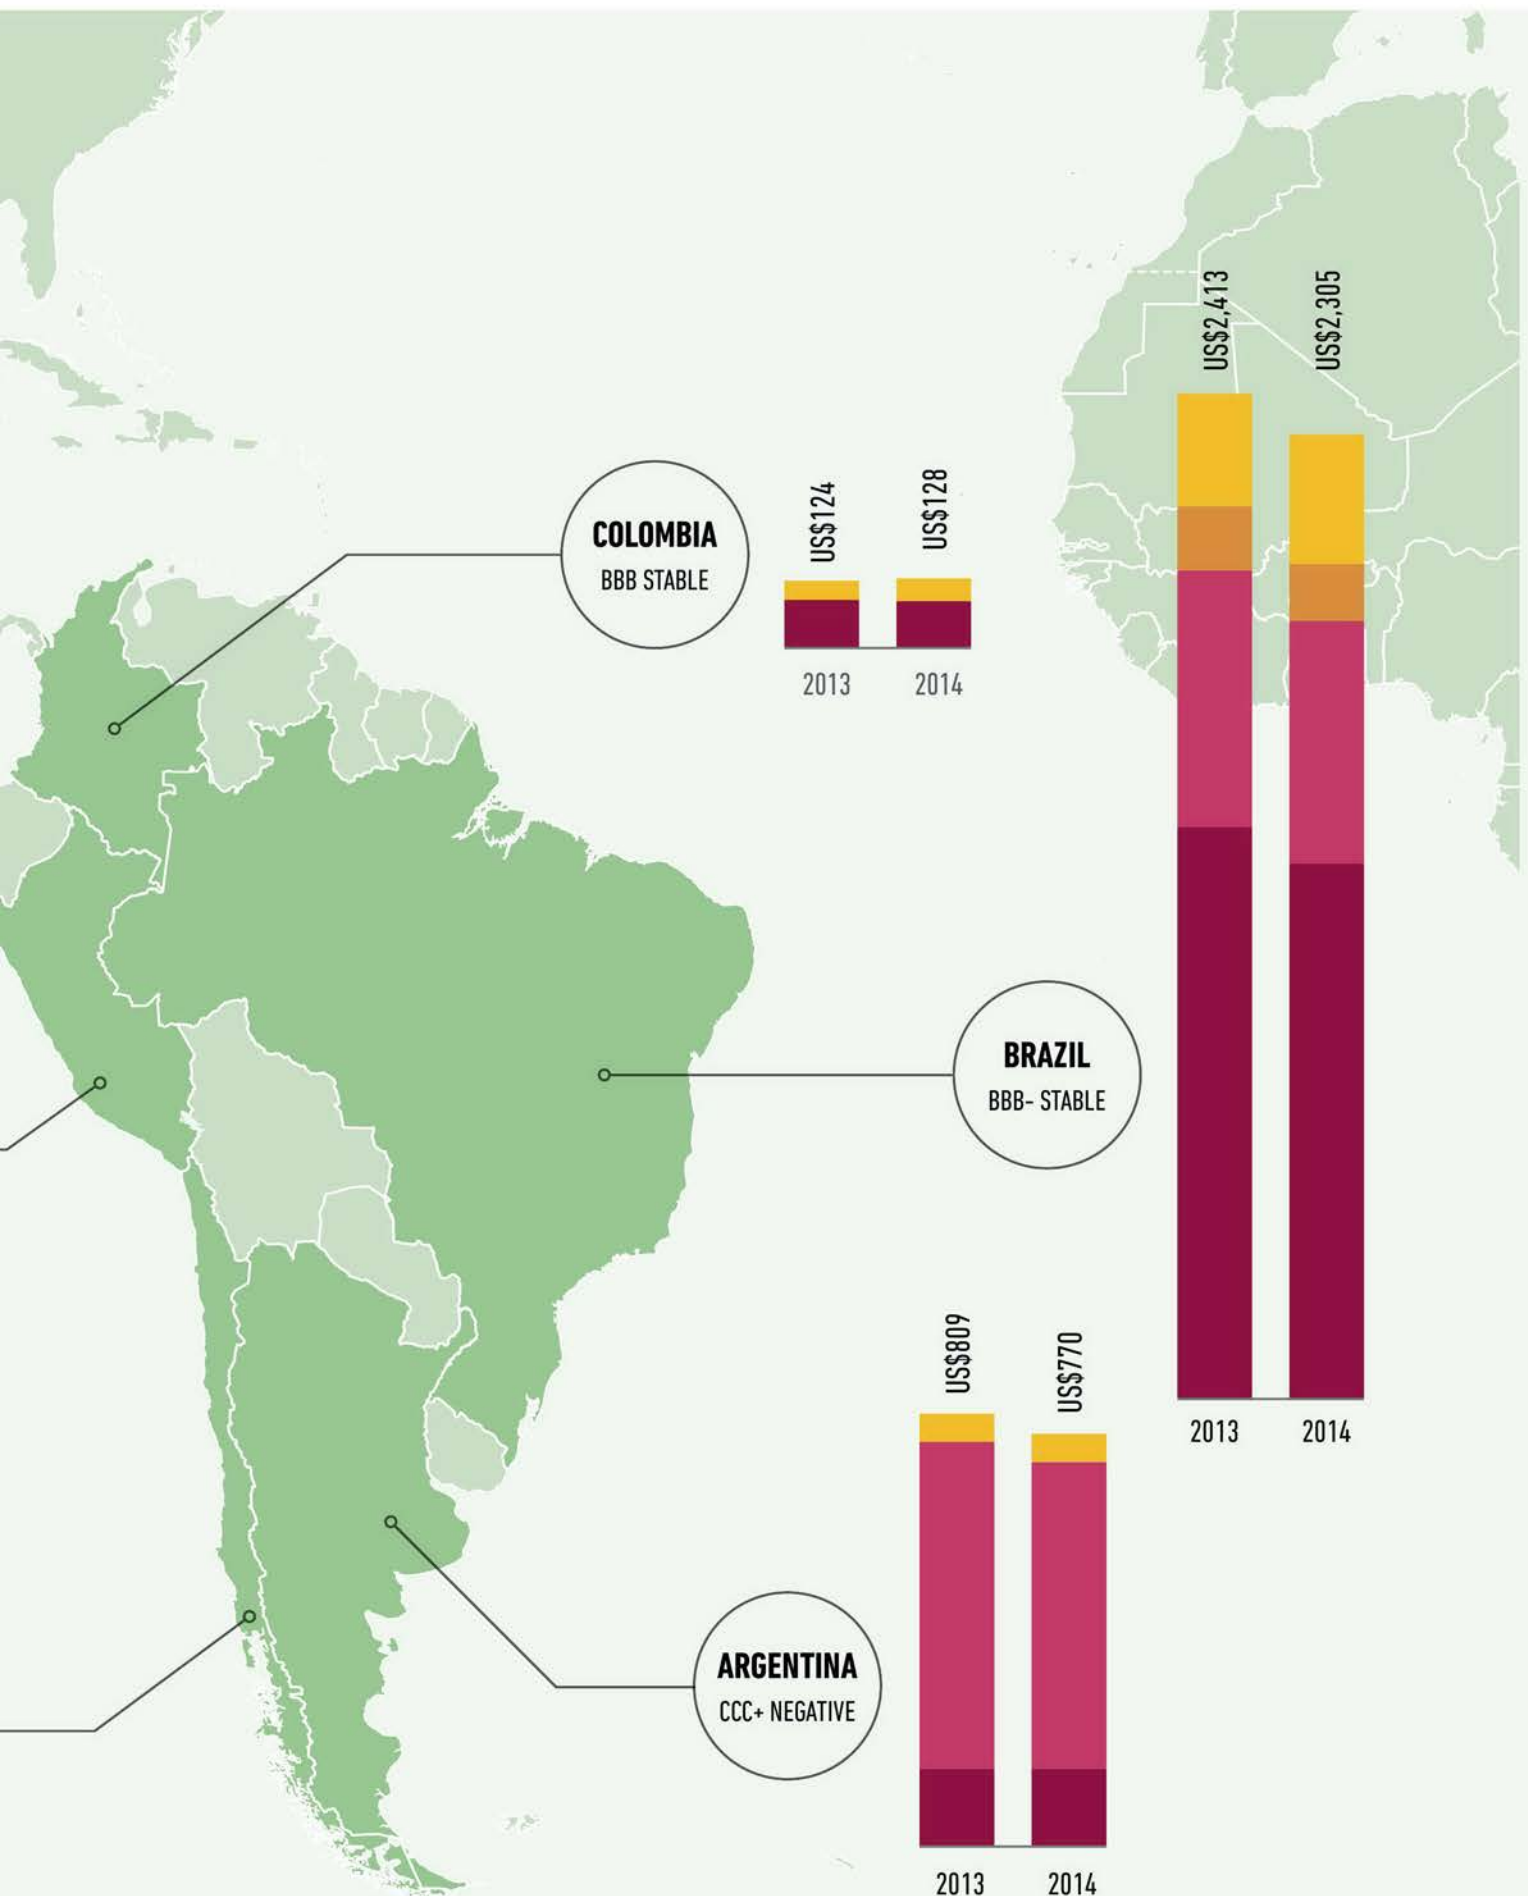 US$2,413
US$2,305
COLOMBIA
BBB STABLE
US$124
US$128
2013
2014
BRAZIL
BBB- STABLE
2013
2014
US$809
US$770
ARGENTINA
CCC+ NEGATIVE
2013
2014